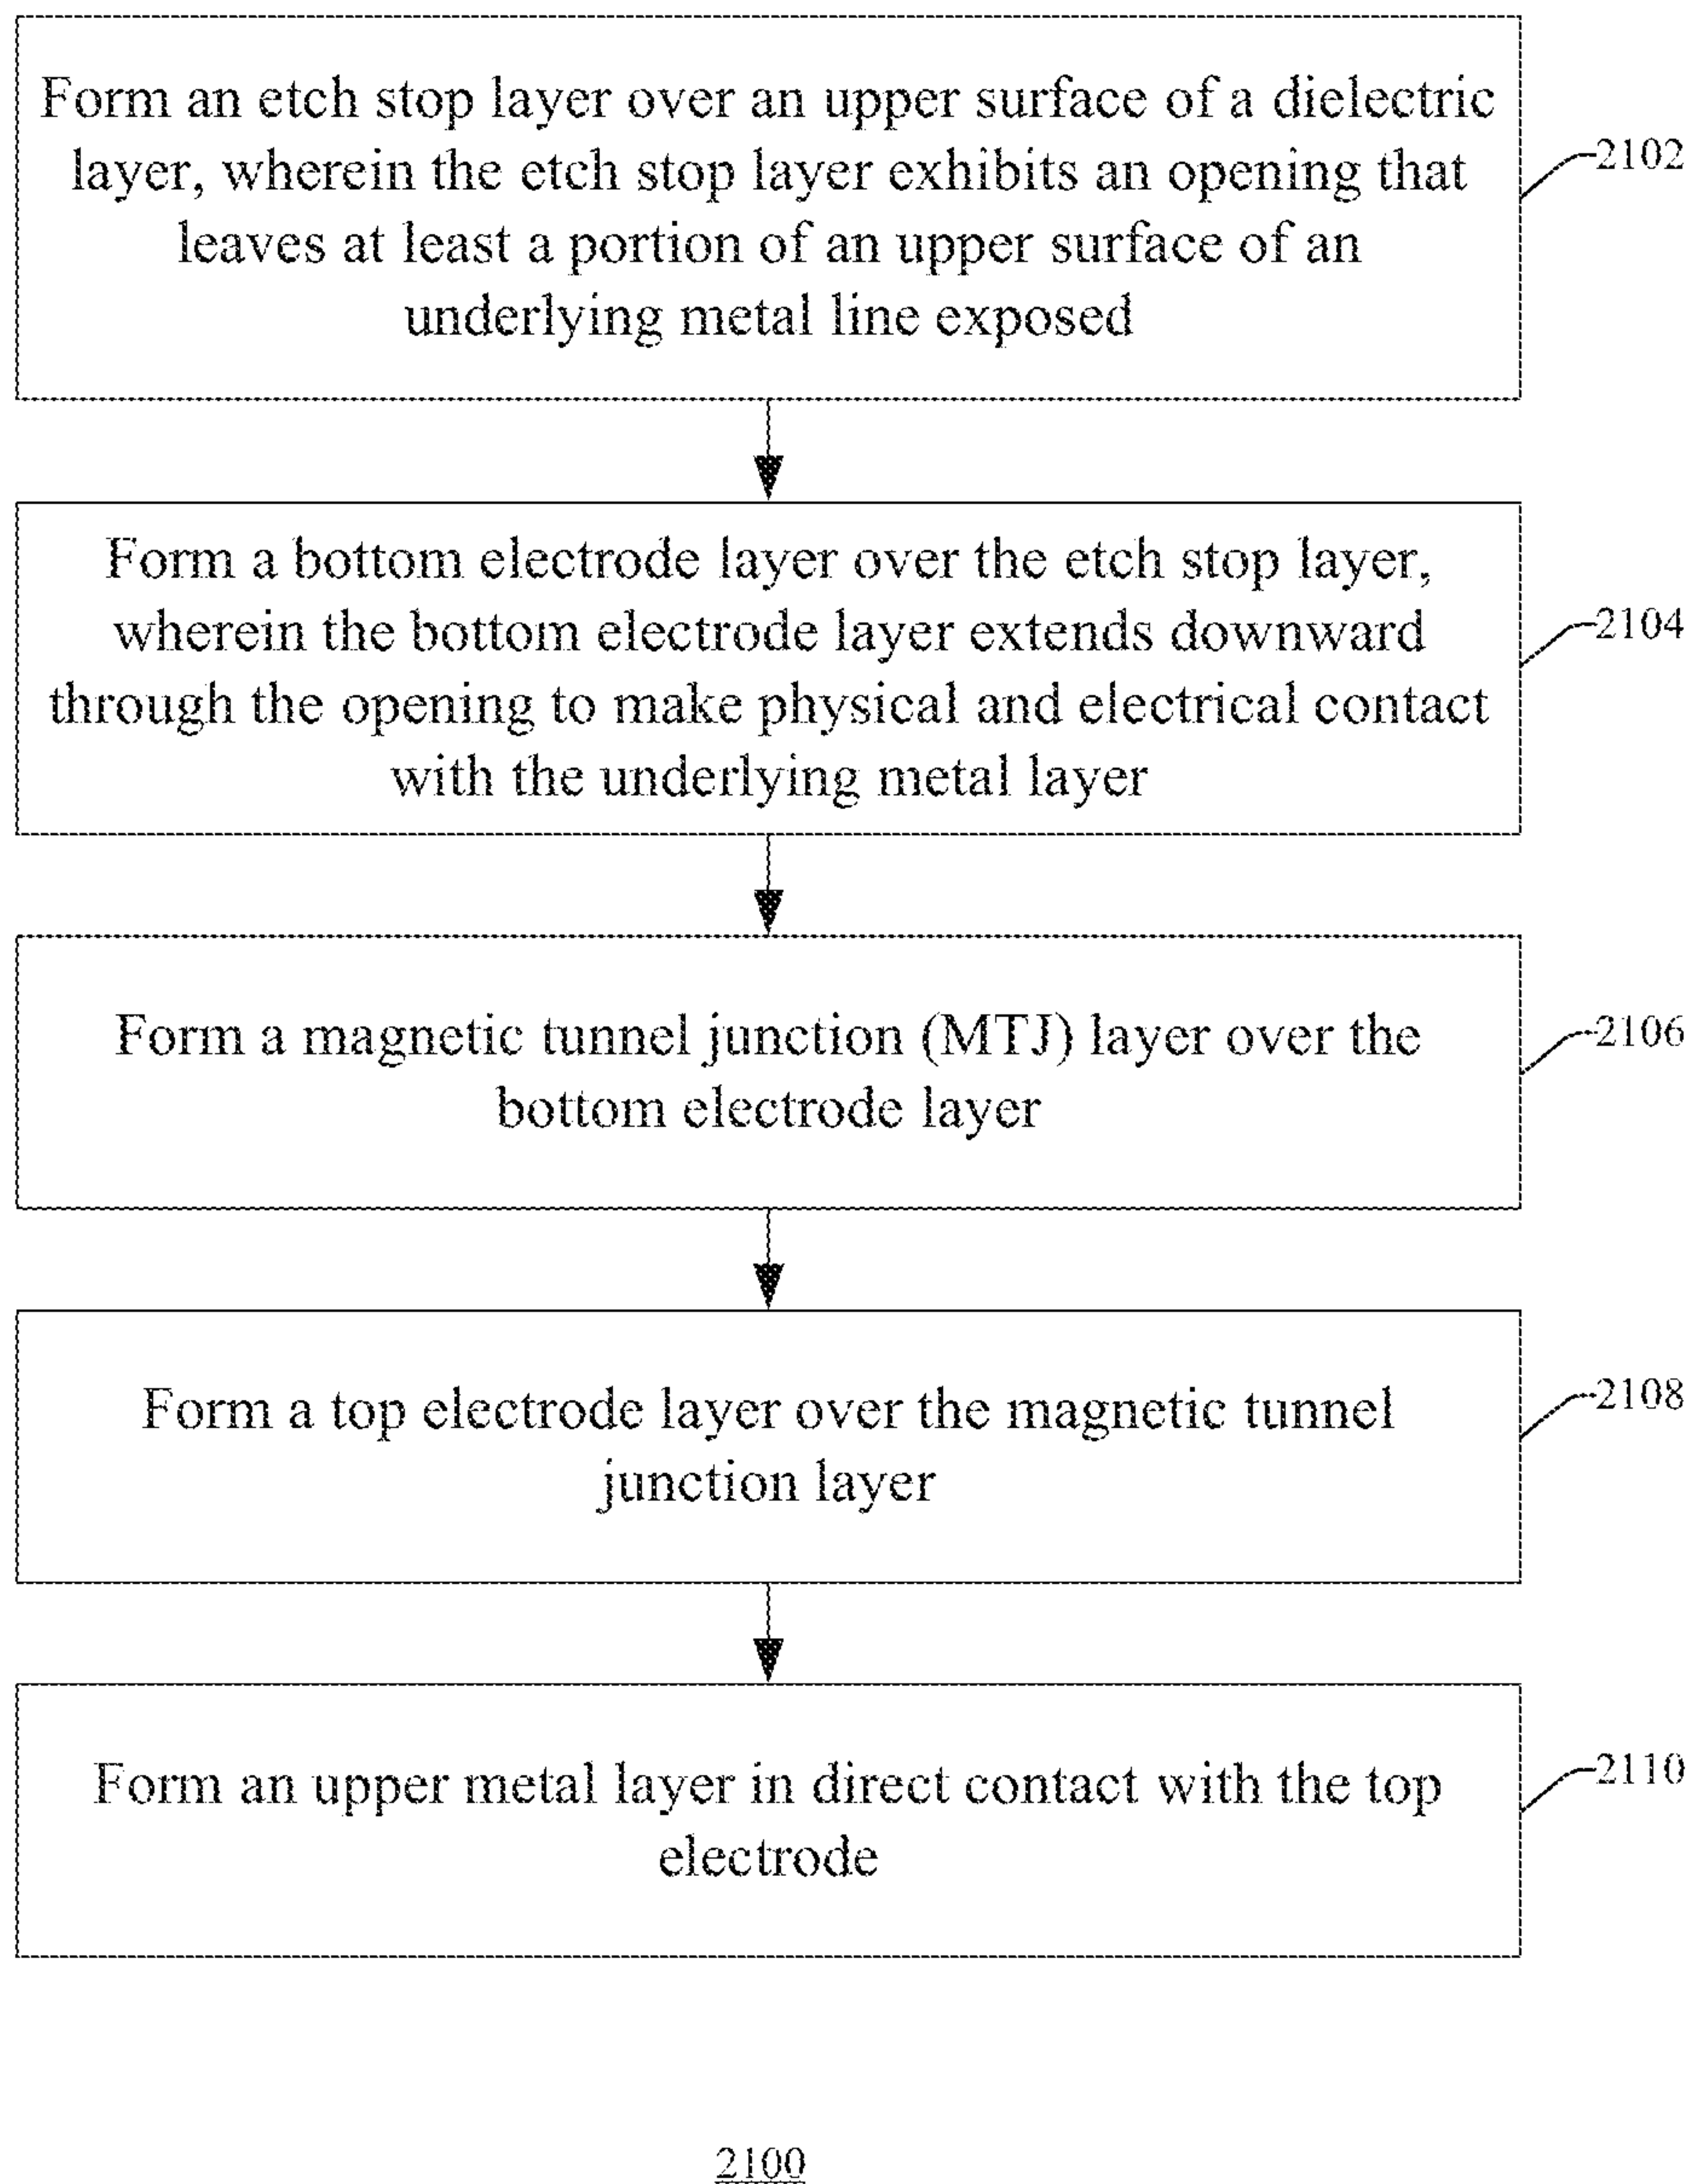 Form an etch stop layer over an upper surface of a dielectric
layer, wherein the etch stop layer exhibits an opening that
leaves at least a portion of an upper surface of an
underlying metal line exposed
2102
Form a bottom electrode layer over the etch stop layer,
wherein the bottom electrode layer extends downward
through the opening to make physical and electrical contact
with the underlying metal layer
2104
Form a magnetic tunnel junction (MTJ) layer over the
bottom electrode layer
2106
Form a top electrode layer over the magnetic tunnel
junction layer
2108
Form an upper metal layer in direct contact with the top
electrode
2110
2100